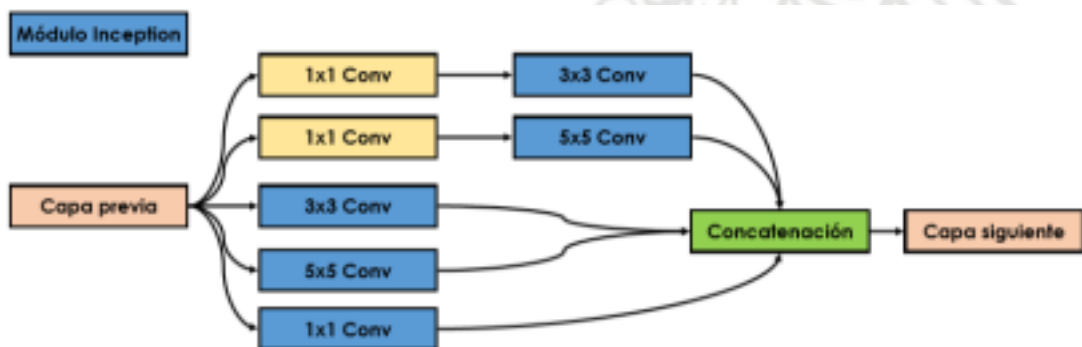 Módulo Inception
1x1 Conv
3x3 Conv
1x1 Conv
5x5 Conv
Capa previa
3x3 Conv
Concatenación
Capa siguiente
5x5 Conv
1x1 Conv